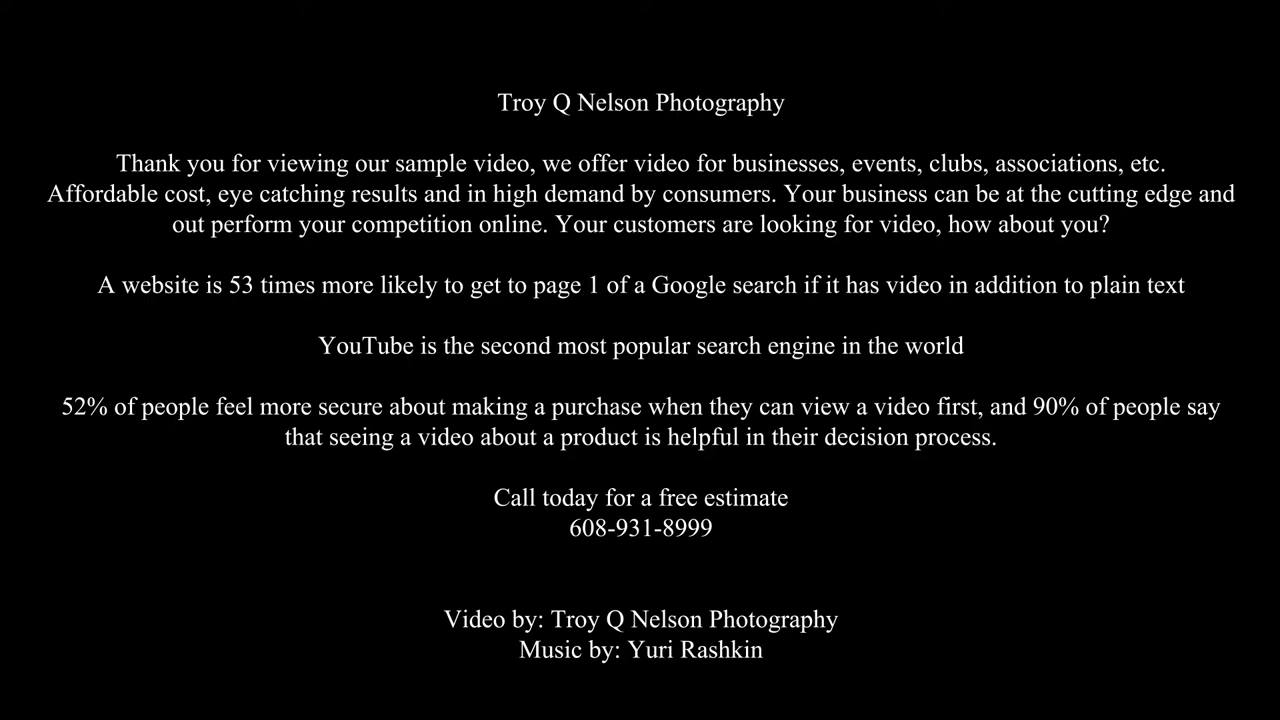 Troy Q Nelson Photography
Thank you for viewing our sample video, we offer video for businesses, events, clubs, associations, etc.
Affordable cost, eye catching results and in high demand by consumers. Your business can be at the cutting edge and
out perform your competition online. Your customers are looking for video, how about you?
A website is 53 times more likely to get to page 1 of a Google search if it has video in addition to plain text
YouTube is the second most popular search engine in the world
52% of people feel more secure about making a purchase when they can view a video first, and 90% of people say
that seeing a video about a product is helpful in their decision process.
Call today for a free estimate
608-931-8999
Video by: Troy Q Nelson Photography
Music by: Yuri Rashkin